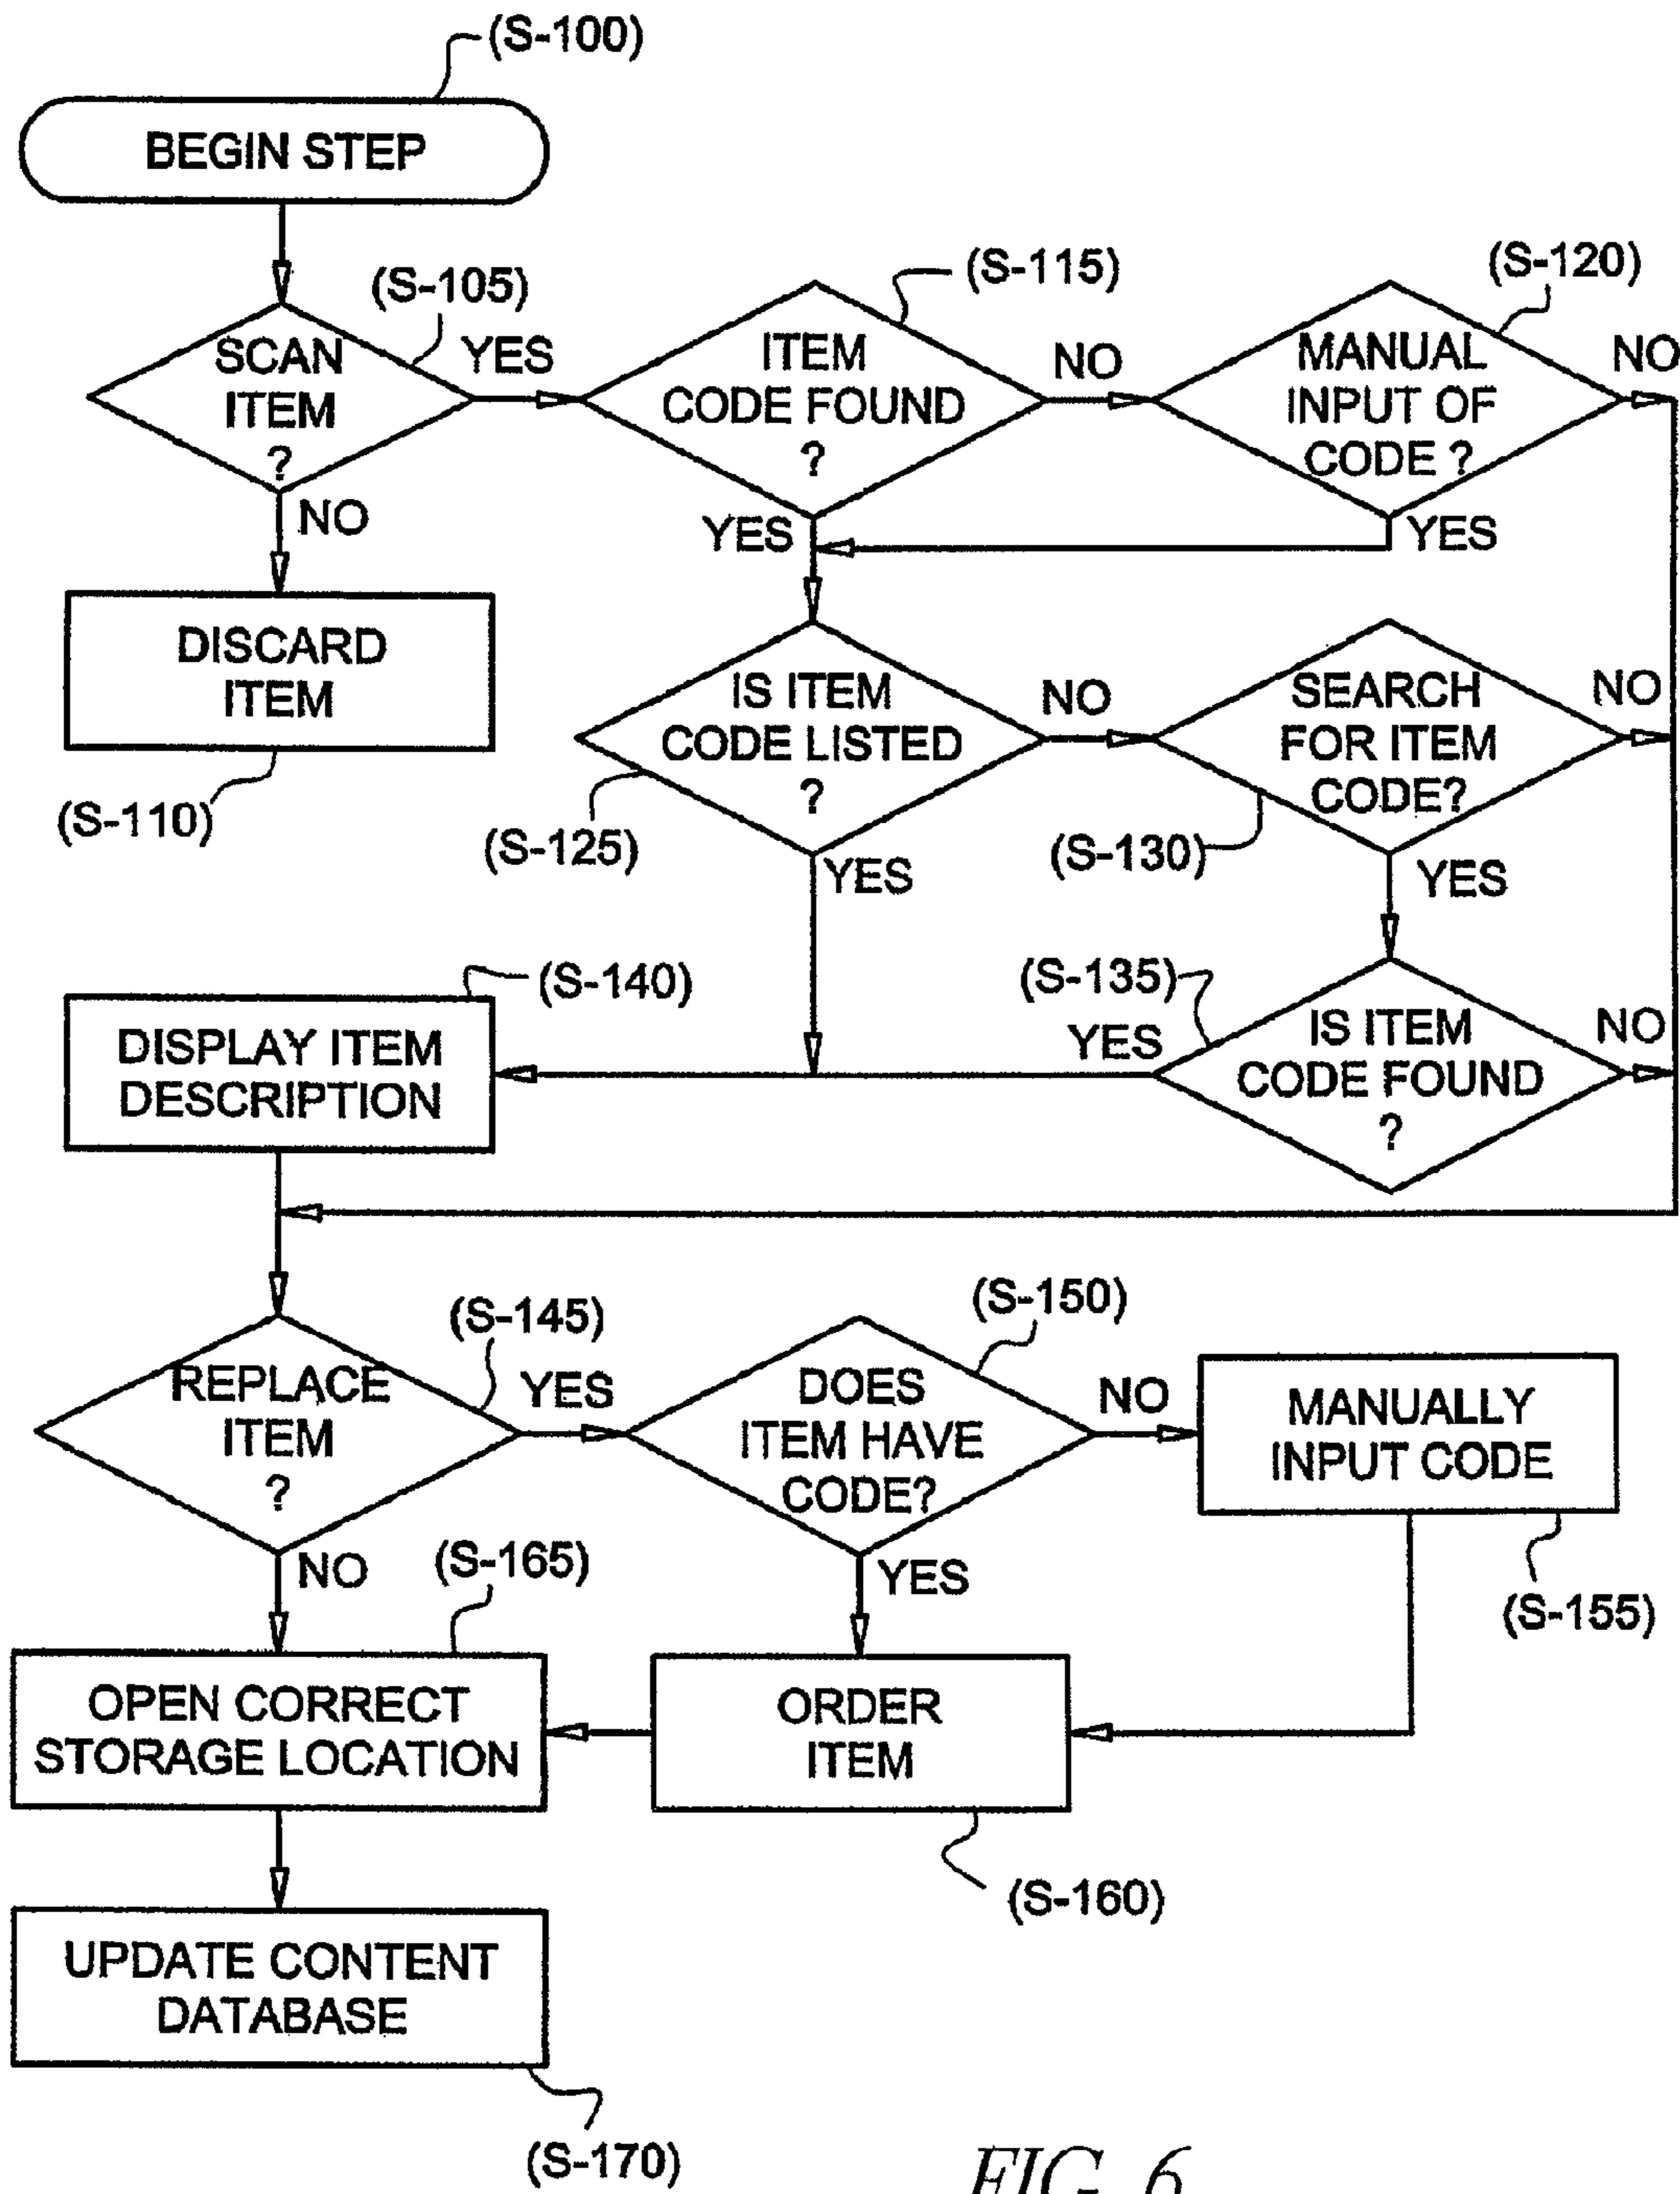 (S-100)
BEGIN STEP
(S-105)
SCAN
ITEM
?
YES
NO
(S-115)
ITEM
CODE FOUND
?
NO
YES
(S-120)
MANUAL
INPUT OF
CODE ?
NO
YES
DISCARD
ITEM
(S-110)
IS ITEM
CODE LISTED
?
NO
(S-125)
YES
SEARCH
FOR ITEM
CODE?
NO
(S-130)
YES
(S-140)
DISPLAY ITEM
DESCRIPTION
(S-135)
YES
IS ITEM
CODE FOUND
?
NO
(S-145)
REPLACE
ITEM
?
YES
NO
(S-150)
DOES
ITEM HAVE
CODE?
NO
YES
MANUALLY
INPUT CODE
(S-155)
(S-165)
OPEN CORRECT
STORAGE LOCATION
ORDER
ITEM
(S-160)
UPDATE CONTENT
DATABASE
(S-170)
FIG. 6